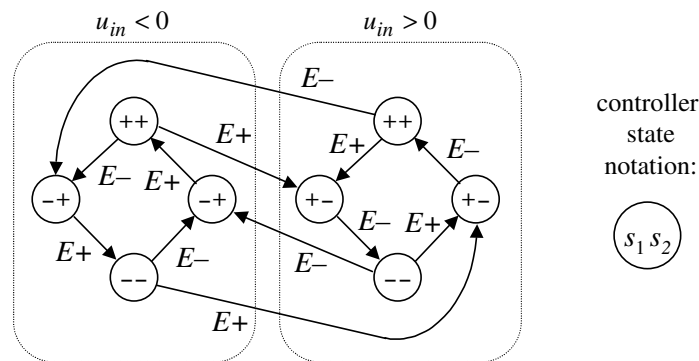 u_in < 0
u_in > 0
E−
++
++
controller
state
notation:
E+
E+
E−
E−
E+
−+
−+
+−
+−
s₁ s₂
E−
E+
E+
E−
E−
−−
−−
E+